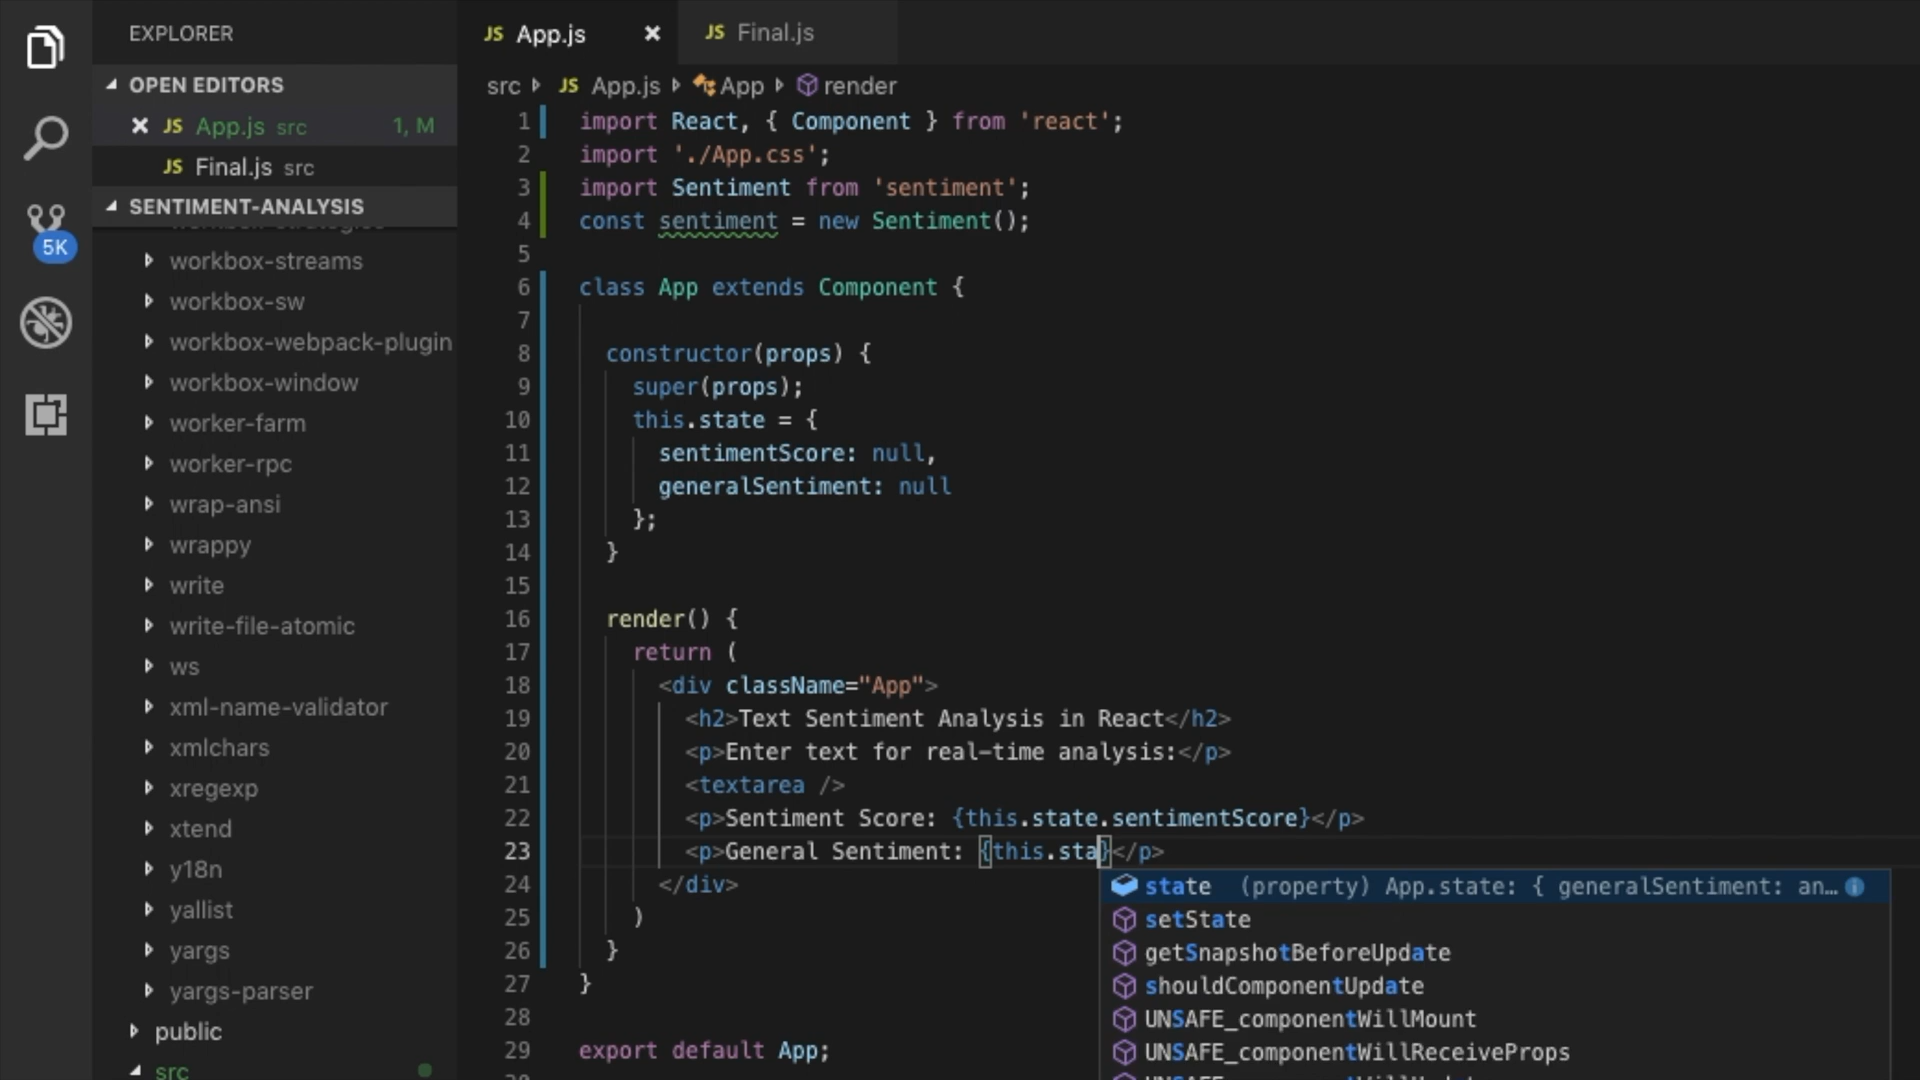 EXPLORER
OPEN EDITORS
JS App.js src 1, M
JS Final.js src
SENTIMENT-ANALYSIS
workbox-streams
workbox-sw
workbox-webpack-plugin
workbox-window
worker-farm
worker-rpc
wrap-ansi
wrappy
write
write-file-atomic
ws
xml-name-validator
xmlchars
xregexp
xtend
y18n
yallist
yargs
yargs-parser
public
src
5K
JS App.js
JS Final.js
src JS App.js App render
1 import React, { Component } from 'react';
2 import './App.css';
3 import Sentiment from 'sentiment';
4 const sentiment = new Sentiment();
5
6 class App extends Component {
7
8 constructor(props) {
9 super(props);
10 this.state = {
11 sentimentScore: null,
12 generalSentiment: null
13 };
14 }
15
16 render() {
17 return (
18 <div className="App">
19 <h2>Text Sentiment Analysis in React</h2>
20 <p>Enter text for real-time analysis:</p>
21 <textarea />
22 <p>Sentiment Score: {this.state.sentimentScore}</p>
23 <p>General Sentiment: {this.sta}</p>
24 </div>
25 )
26 }
27 }
28
29 export default App;
state (property) App.state: { generalSentiment: an…
setState
getSnapshotBeforeUpdate
shouldComponentUpdate
UNSAFE_componentWillMount
UNSAFE_componentWillReceiveProps